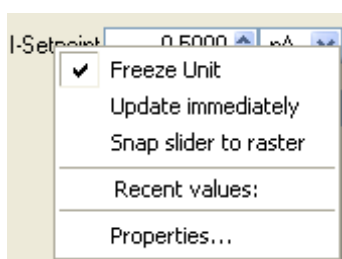 I-Setpoint 0.5000 nA
Freeze Unit
Update immediately
Snap slider to raster
Recent values:
Properties...